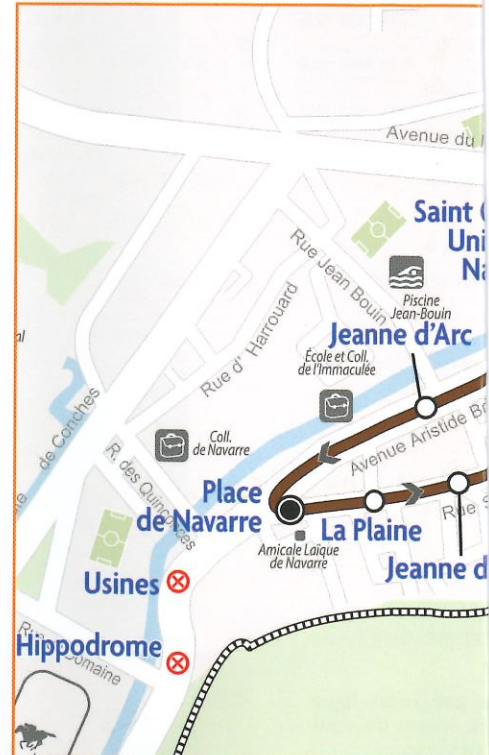 Avenue du
Saint
Uni
Rue Jean Bouin
Piscine
Jean-Bouin
Jeanne d'Arc
al
École et Coll.
de l'Immaculée
Rue d' Harrouard
de Conches
Coll.
de Navarre
R. des Quinconces
Avenue Aristide Br
Place
de Navarre
La Plaine
Rue S
Amicale Laïque
de Navarre
Jeanne d
Usines
Hippodrome
Domaine